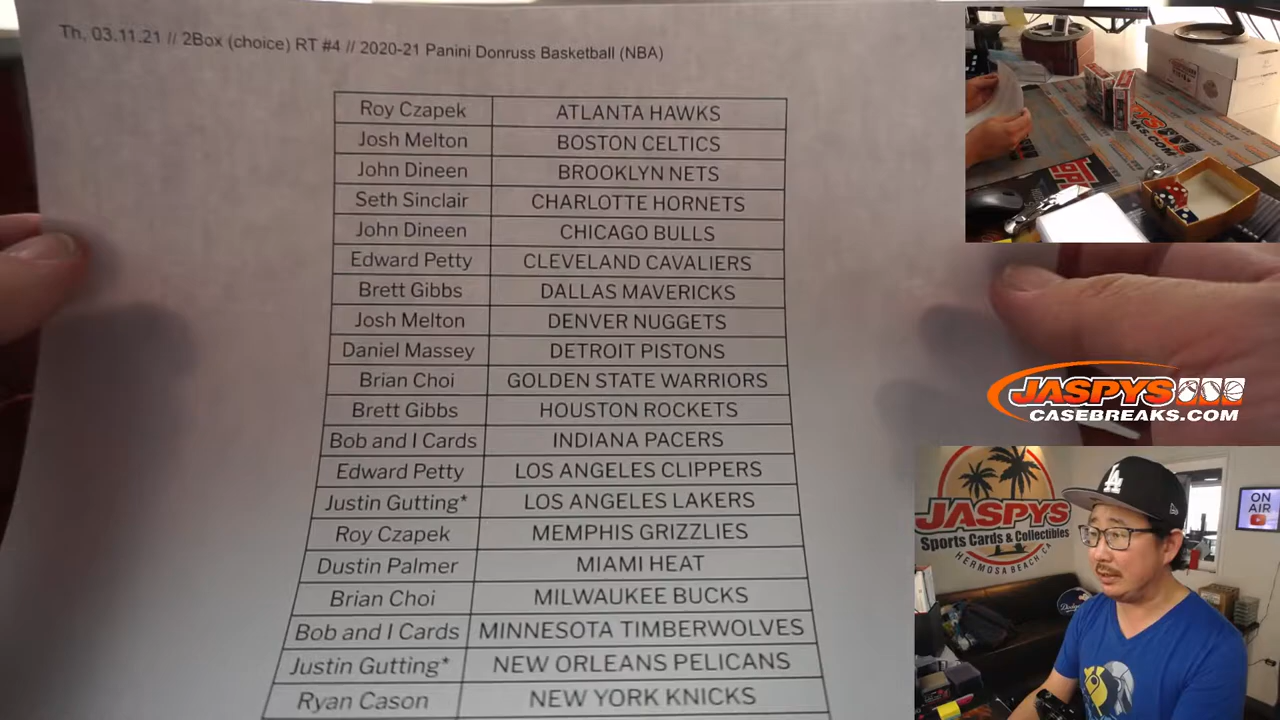 Th, 03.11.21 // 2Box (choice) RT #4 // 2020-21 Panini Donruss Basketball (NBA)
Roy Czapek ATLANTA HAWKS
Josh Melton BOSTON CELTICS
John Dineen BROOKLYN NETS
Seth Sinclair CHARLOTTE HORNETS
John Dineen CHICAGO BULLS
Edward Petty CLEVELAND CAVALIERS
Brett Gibbs DALLAS MAVERICKS
Josh Melton DENVER NUGGETS
Daniel Massey DETROIT PISTONS
Brian Choi GOLDEN STATE WARRIORS
Brett Gibbs HOUSTON ROCKETS
Bob and I Cards INDIANA PACERS
Edward Petty LOS ANGELES CLIPPERS
Justin Gutting* LOS ANGELES LAKERS
Roy Czapek MEMPHIS GRIZZLIES
Dustin Palmer MIAMI HEAT
Brian Choi MILWAUKEE BUCKS
Bob and I Cards MINNESOTA TIMBERWOLVES
Justin Gutting* NEW ORLEANS PELICANS
Ryan Cason NEW YORK KNICKS
JASPYS
CASEBREAKS.COM
JASPYS
Sports Cards & Collectibles
HERMOSA BEACH, CA
LA
ON
AIR
Dodgers